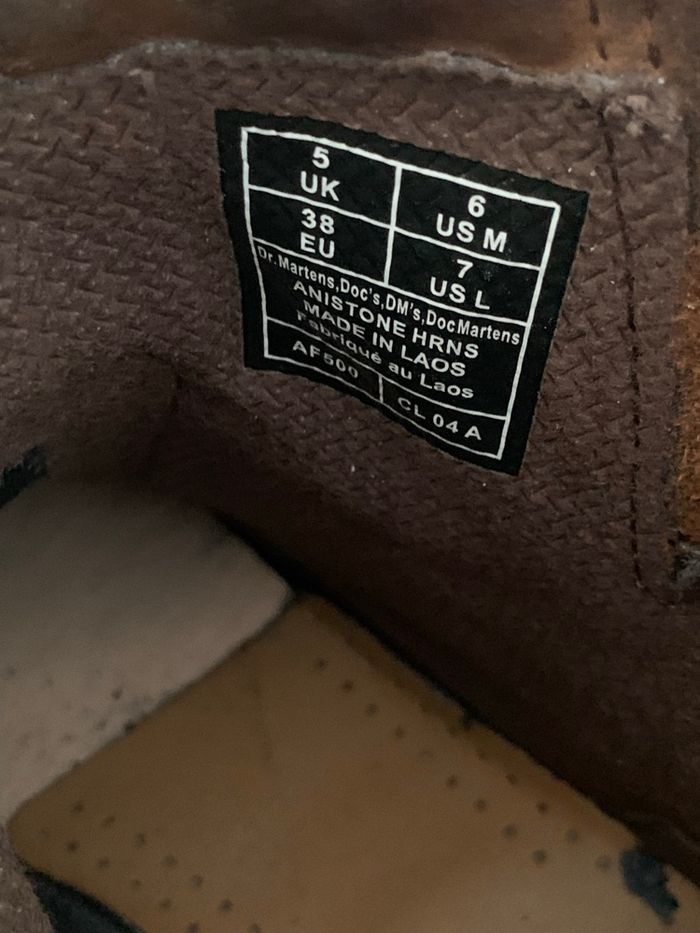 5
UK
6
US M
38
EU
7
US L
Dr.Martens,Doc's,DM's,DocMartens
ANISTONE HRNS
MADE IN LAOS
Fabriqué au Laos
AF500
CL 04 A